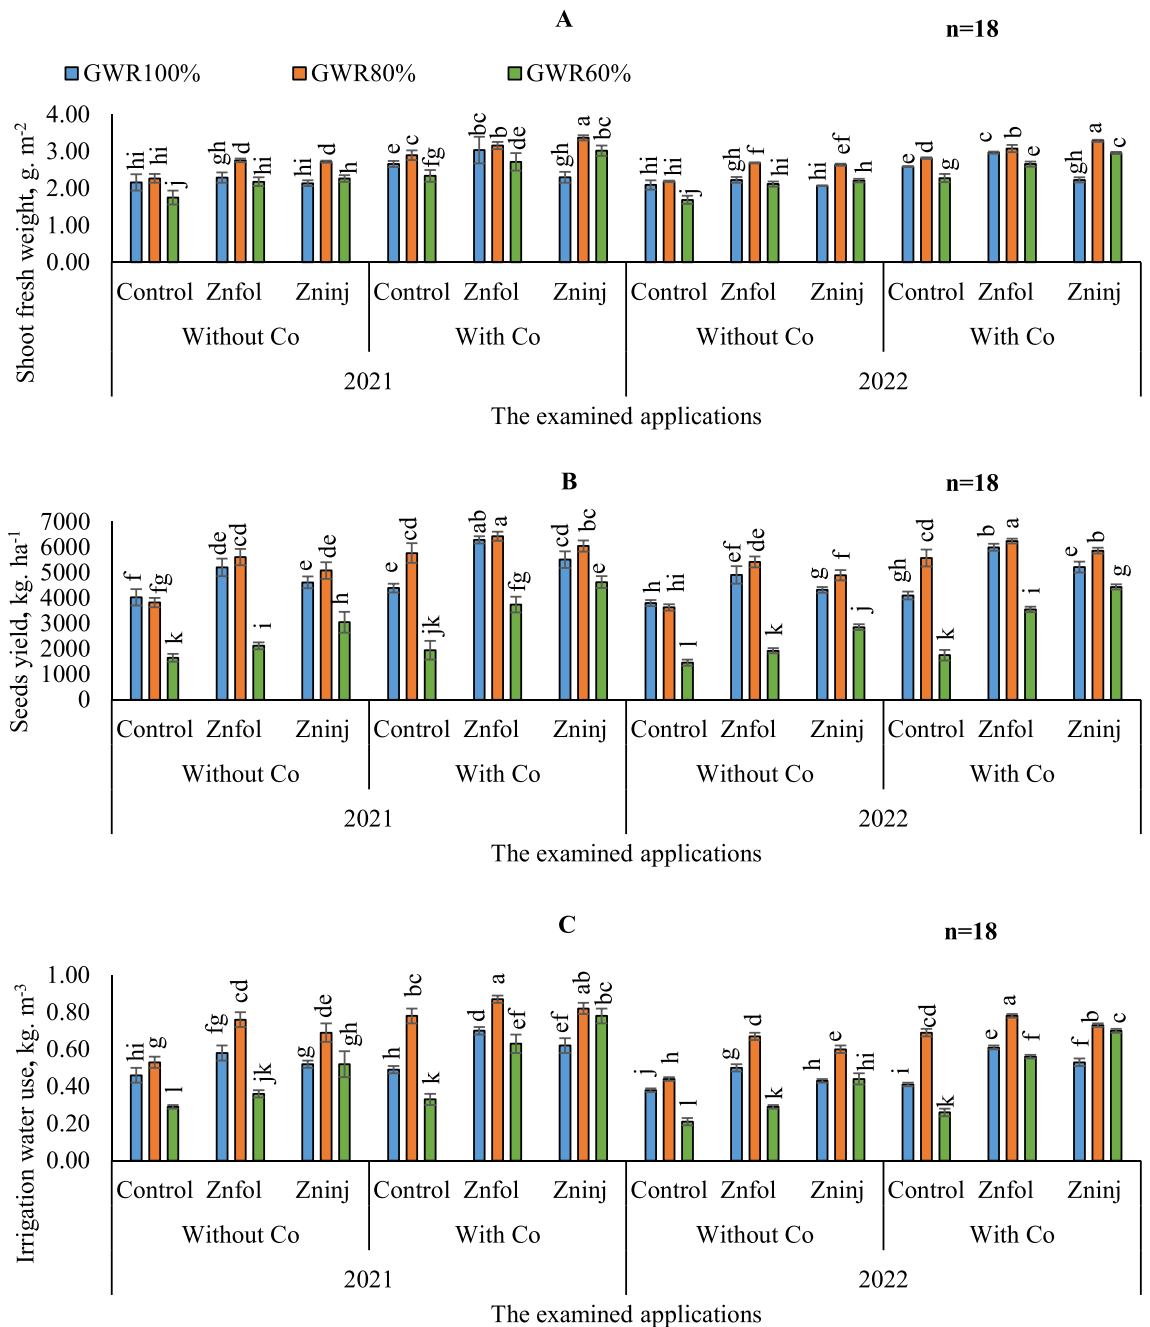 A
n=18
GWR100% GWR80% GWR60%
Shoot fresh weight, g. m-2
4.00
3.00
2.00
1.00
0.00
hi hi j gh d hi hi d h e c fg bc b de gh a bc hi hi j gh f hi hi ef h e d g c b e gh a c
Control Znfol Zninj Control Znfol Zninj Control Znfol Zninj Control Znfol Zninj
Without Co With Co Without Co With Co
2021 2022
The examined applications
B
n=18
Seeds yield, kg. ha-1
7000
6000
5000
4000
3000
2000
1000
0
f fg k de cd i e de h e cd jk ab a fg cd bc e h hi l ef de k g f j gh cd k b a i e b g
Control Znfol Zninj Control Znfol Zninj Control Znfol Zninj Control Znfol Zninj
Without Co With Co Without Co With Co
2021 2022
The examined applications
C
n=18
Irrigation water use, kg. m-3
1.00
0.80
0.60
0.40
0.20
0.00
hi g l fg cd jk g de gh h bc k d a ef ef ab bc j h l g d k h e hi i cd k e a f f b c
Control Znfol Zninj Control Znfol Zninj Control Znfol Zninj Control Znfol Zninj
Without Co With Co Without Co With Co
2021 2022
The examined applications